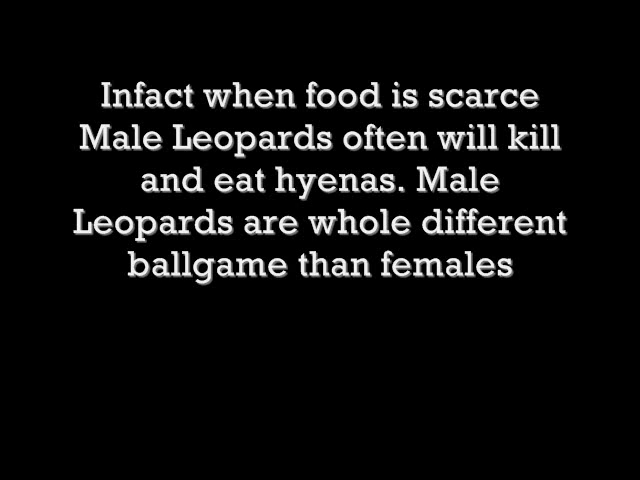 Infact when food is scarce
Male Leopards often will kill
and eat hyenas. Male
Leopards are whole different
ballgame than females